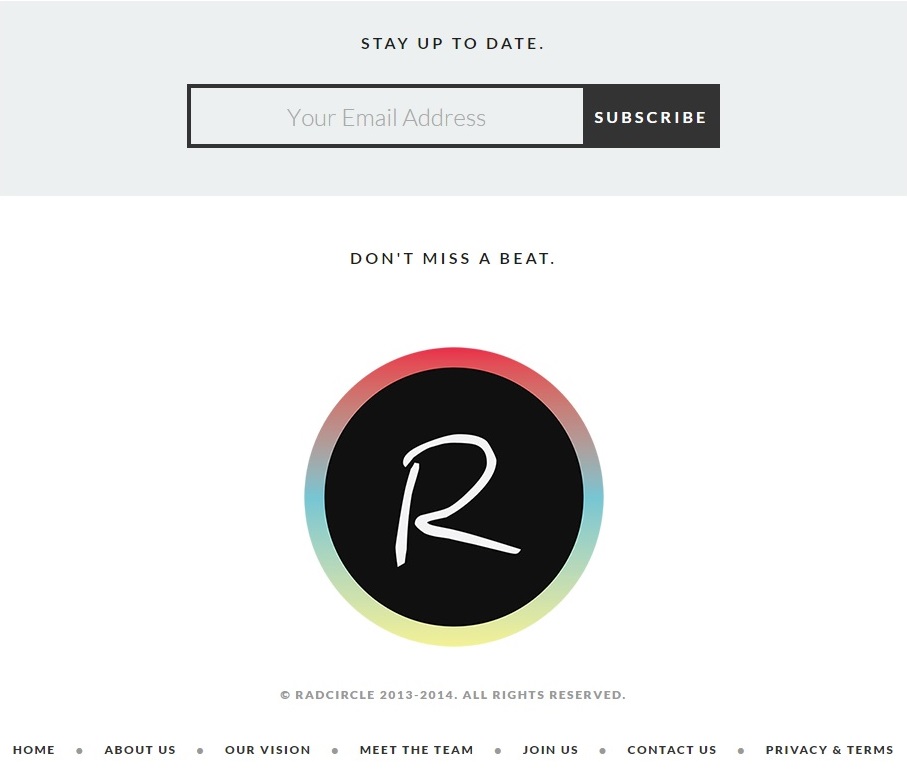 STAY UP TO DATE.
Your Email Address SUBSCRIBE
DON'T MISS A BEAT.
R
© RADCIRCLE 2013-2014. ALL RIGHTS RESERVED.
HOME ● ABOUT US ● OUR VISION ● MEET THE TEAM ● JOIN US ● CONTACT US ● PRIVACY & TERMS